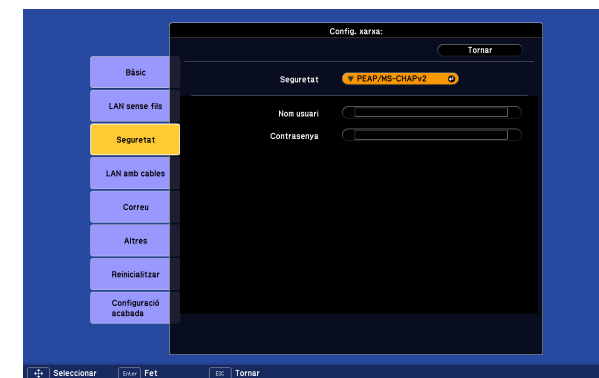 Config. xarxa:
Tornar
Bàsic
LAN sense fils
Seguretat
LAN amb cables
Correu
Altres
Reinicialitzar
Configuració
acabada
Seguretat
PEAP/MS-CHAPv2
Nom usuari
Contrasenya
Seleccionar
Enter Fet
ESC Tornar